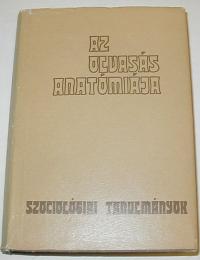 AZ
OLVASÁS
ANATÓMIÁJA
SZOCIOLÓGIAI TANULMÁNYOK